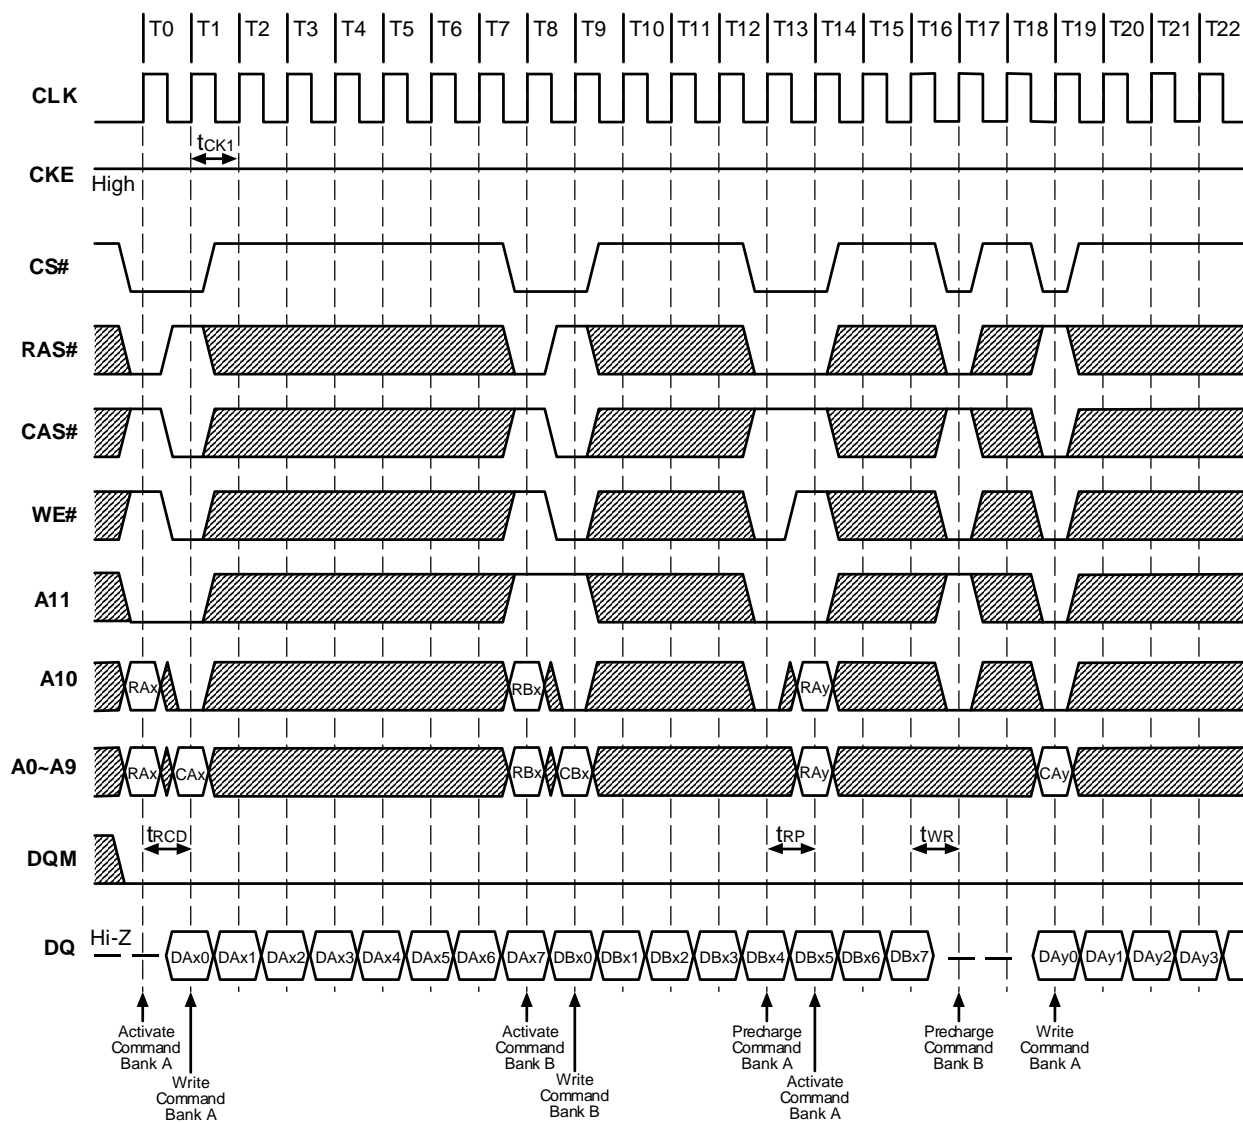 T0 T1 T2 T3 T4 T5 T6 T7 T8 T9 T10 T11 T12 T13 T14 T15 T16 T17 T18 T19 T20 T21 T22
CLK
tCK1
CKE High
CS#
RAS#
CAS#
WE#
A11
A10 RAx RBx RAy
A0~A9 RAx CAx RBx CBx RAy CAy
tRCD tRP tWR
DQM
DQ Hi-Z DAx0 DAx1 DAx2 DAx3 DAx4 DAx5 DAx6 DAx7 DBx0 DBx1 DBx2 DBx3 DBx4 DBx5 DBx6 DBx7 DAy0 DAy1 DAy2 DAy3
Activate
Command
Bank A
Write
Command
Bank A
Activate
Command
Bank B
Write
Command
Bank B
Precharge
Command
Bank A
Activate
Command
Bank A
Precharge
Command
Bank B
Write
Command
Bank A